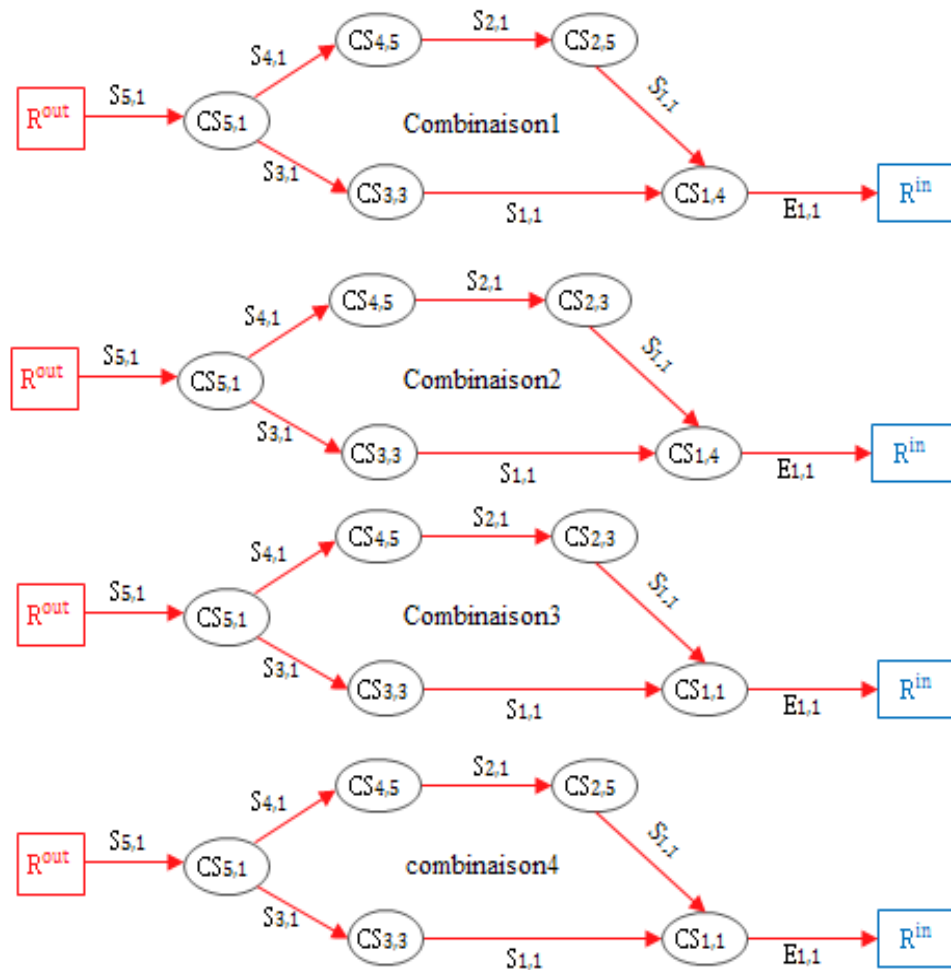 S2,1
CS4,5
CS2,5
S4,1
S1,1
S5,1
Rout
CS5,1
Combinaison1
S3,1
CS3,3
CS1,4
Rin
S1,1
E1,1
S2,1
CS4,5
CS2,3
S4,1
S1,1
S5,1
Rout
CS5,1
Combinaison2
S3,1
CS3,3
CS1,4
Rin
S1,1
E1,1
S2,1
CS4,5
CS2,3
S4,1
S1,1
S5,1
Rout
CS5,1
Combinaison3
S3,1
CS3,3
CS1,1
Rin
S1,1
E1,1
S2,1
CS4,5
CS2,5
S4,1
S1,1
S5,1
Rout
CS5,1
combinaison4
S3,1
CS3,3
CS1,1
Rin
S1,1
E1,1